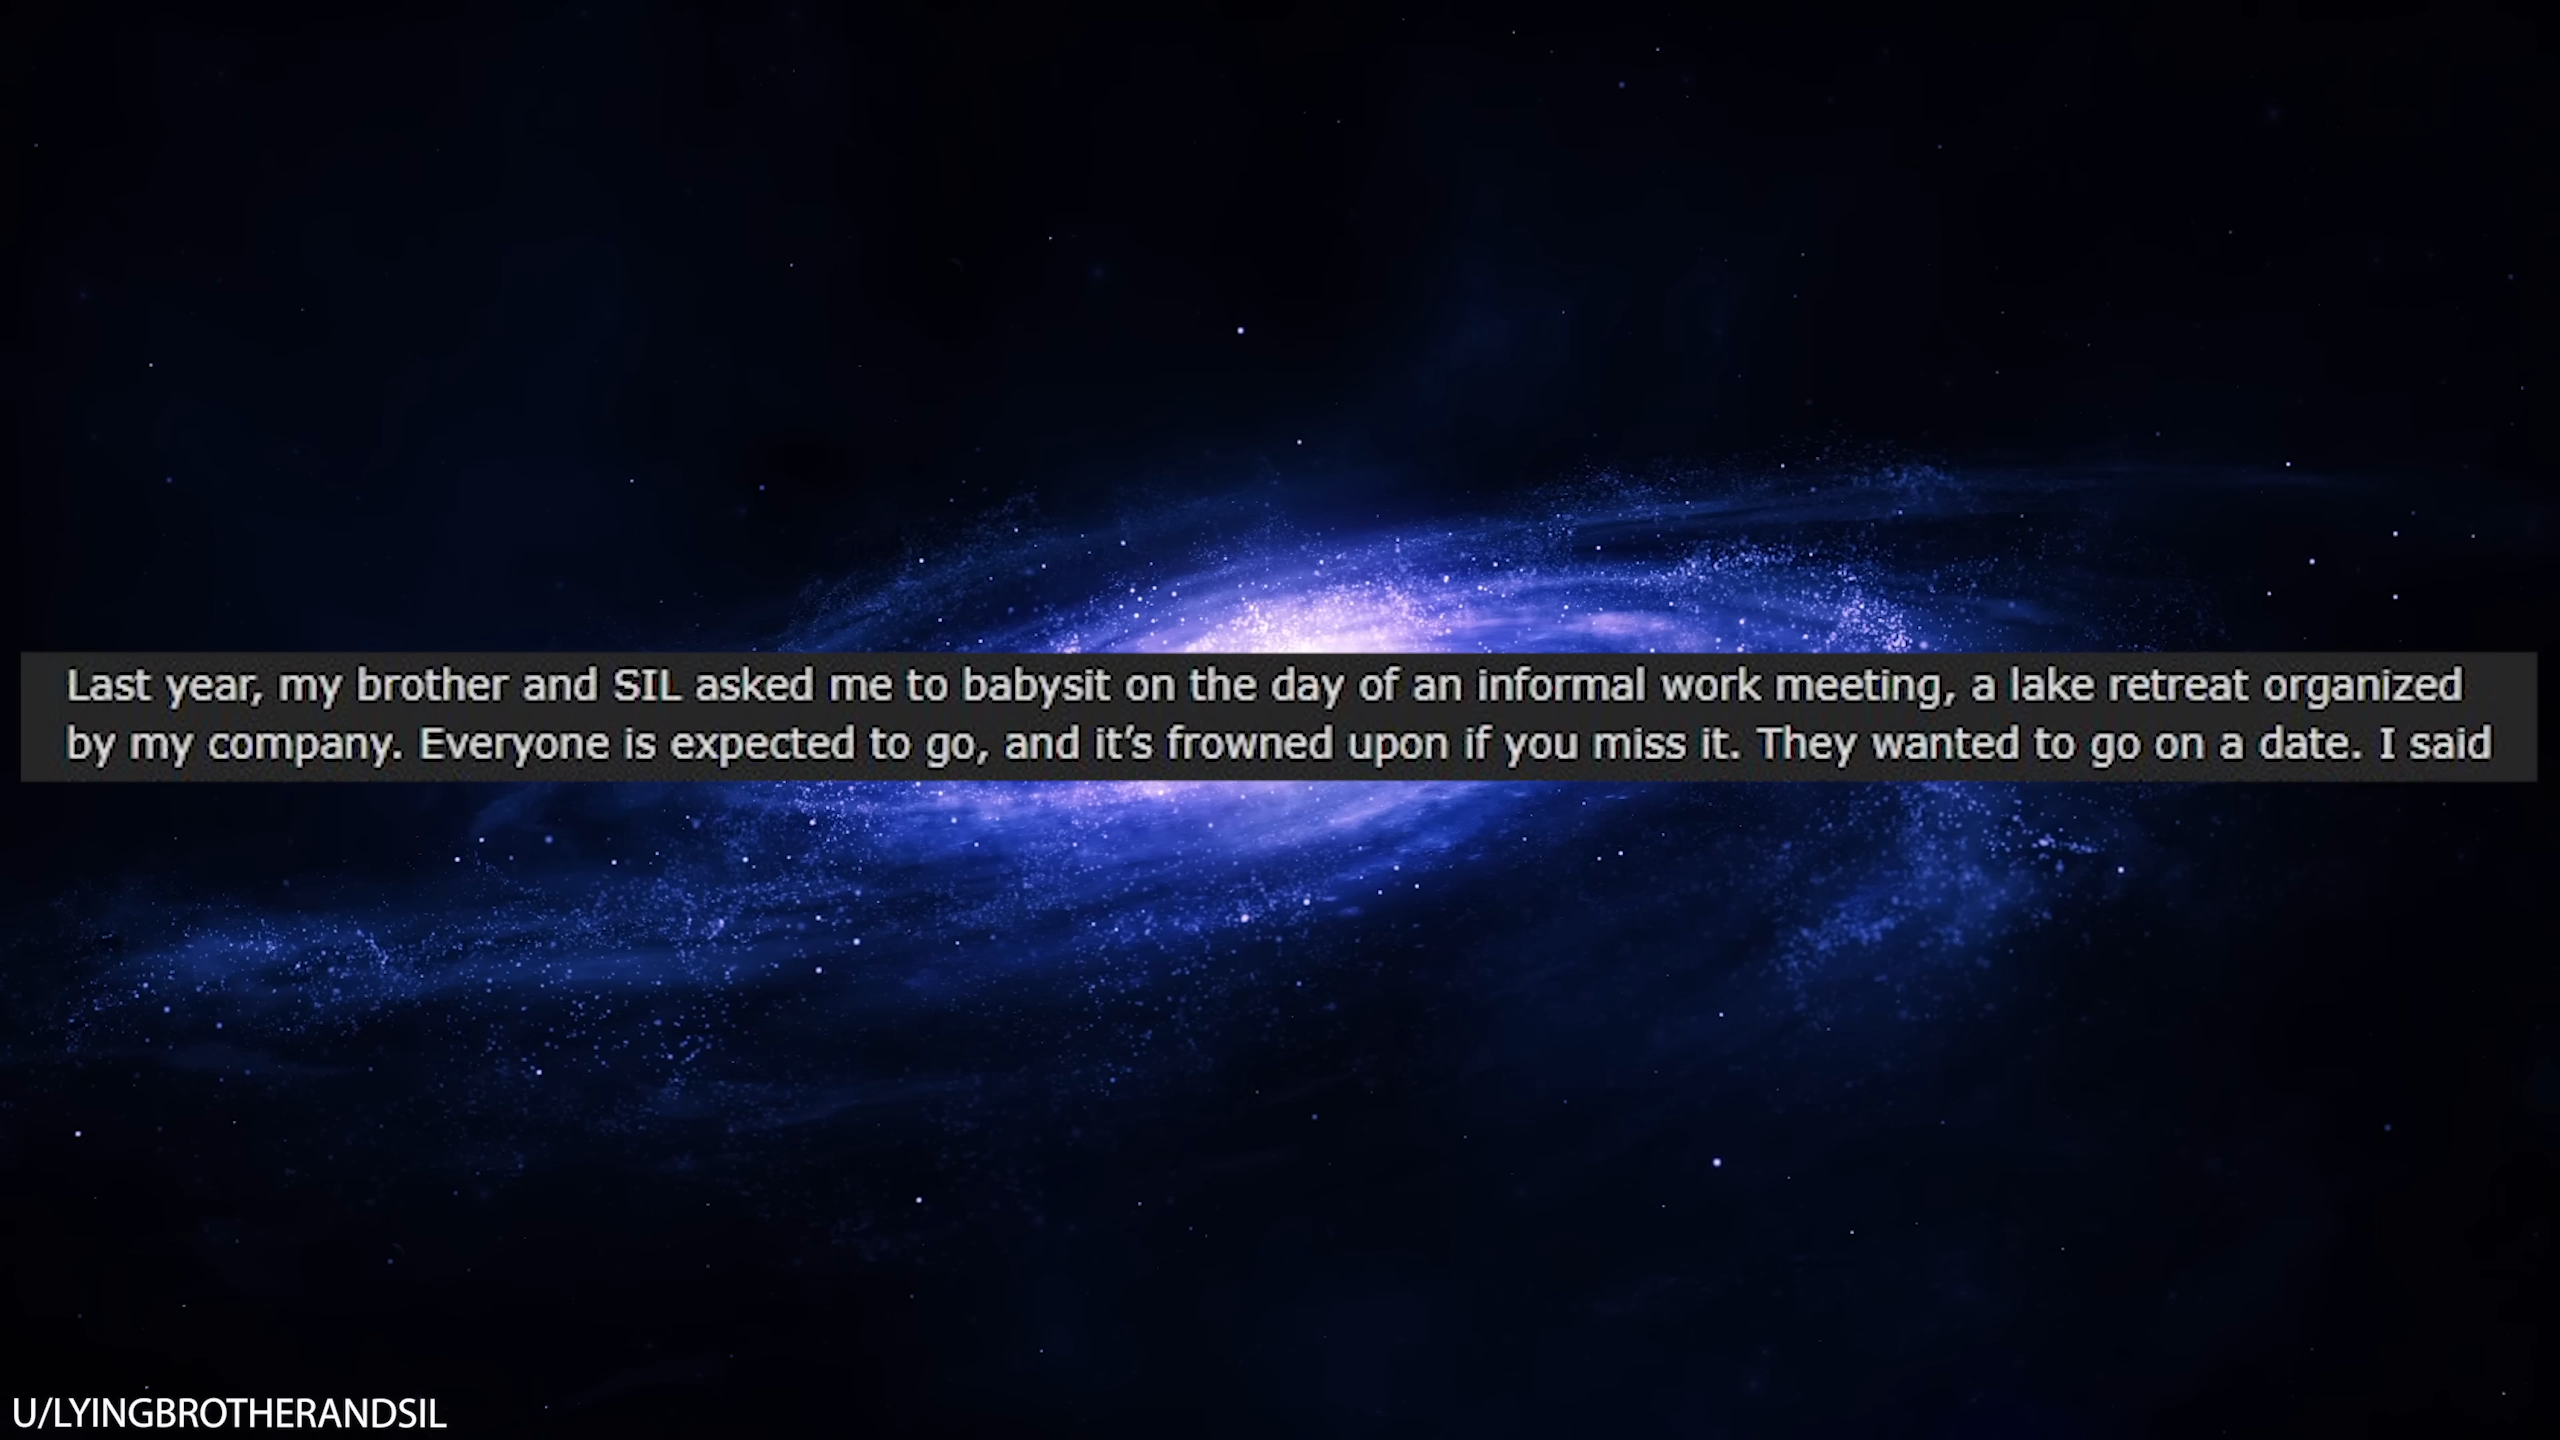 Last year, my brother and SIL asked me to babysit on the day of an informal work meeting, a lake retreat organized
by my company. Everyone is expected to go, and it’s frowned upon if you miss it. They wanted to go on a date. I said
U/LYINGBROTHERANDSIL